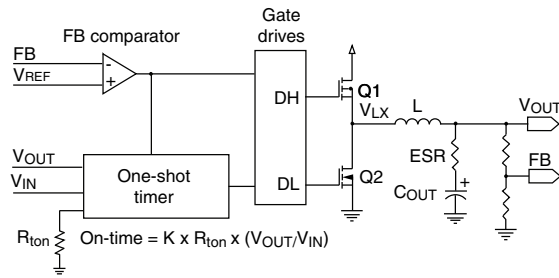 Gate
drives
FB comparator
FB
VREF
-
+
DH
Q1
VLX
L
VOUT
VOUT
VIN
One-shot
timer
DL
Q2
ESR
COUT
+
FB
Rton
On-time = K x Rton x (VOUT/VIN)